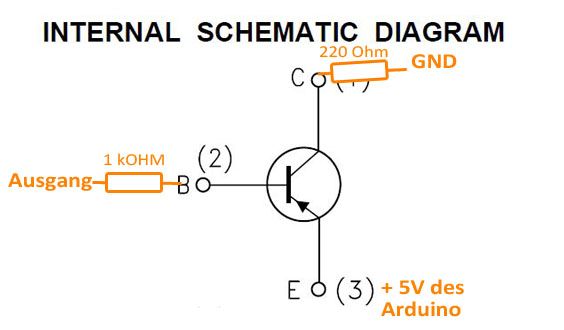 INTERNAL SCHEMATIC DIAGRAM
220 Ohm
GND
C
1 kOHM
(2)
Ausgang
B
E (3) + 5V des
Arduino